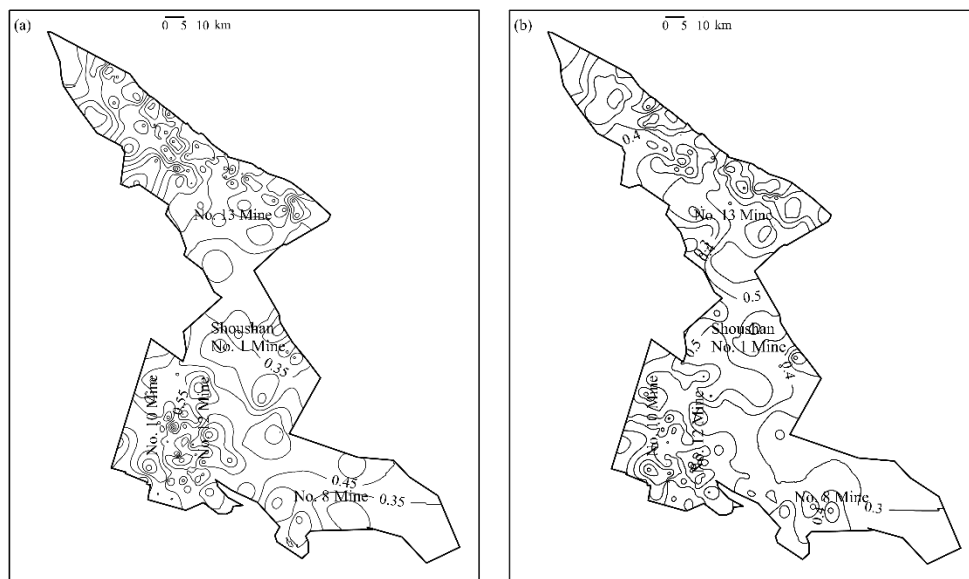 (a)
0 5 10 km
No. 13 Mine
Shoushan
No. 1 Mine
0.35
No. 10 Mine
0.55
No. 12 Mine
0.45
No. 8 Mine
0.35
(b)
0 5 10 km
0.4
No. 13 Mine
0.5
Shoushan
No. 1 Mine
0.5
0.4
No. 10 Mine
12 Mine
No. 8 Mine
0.3